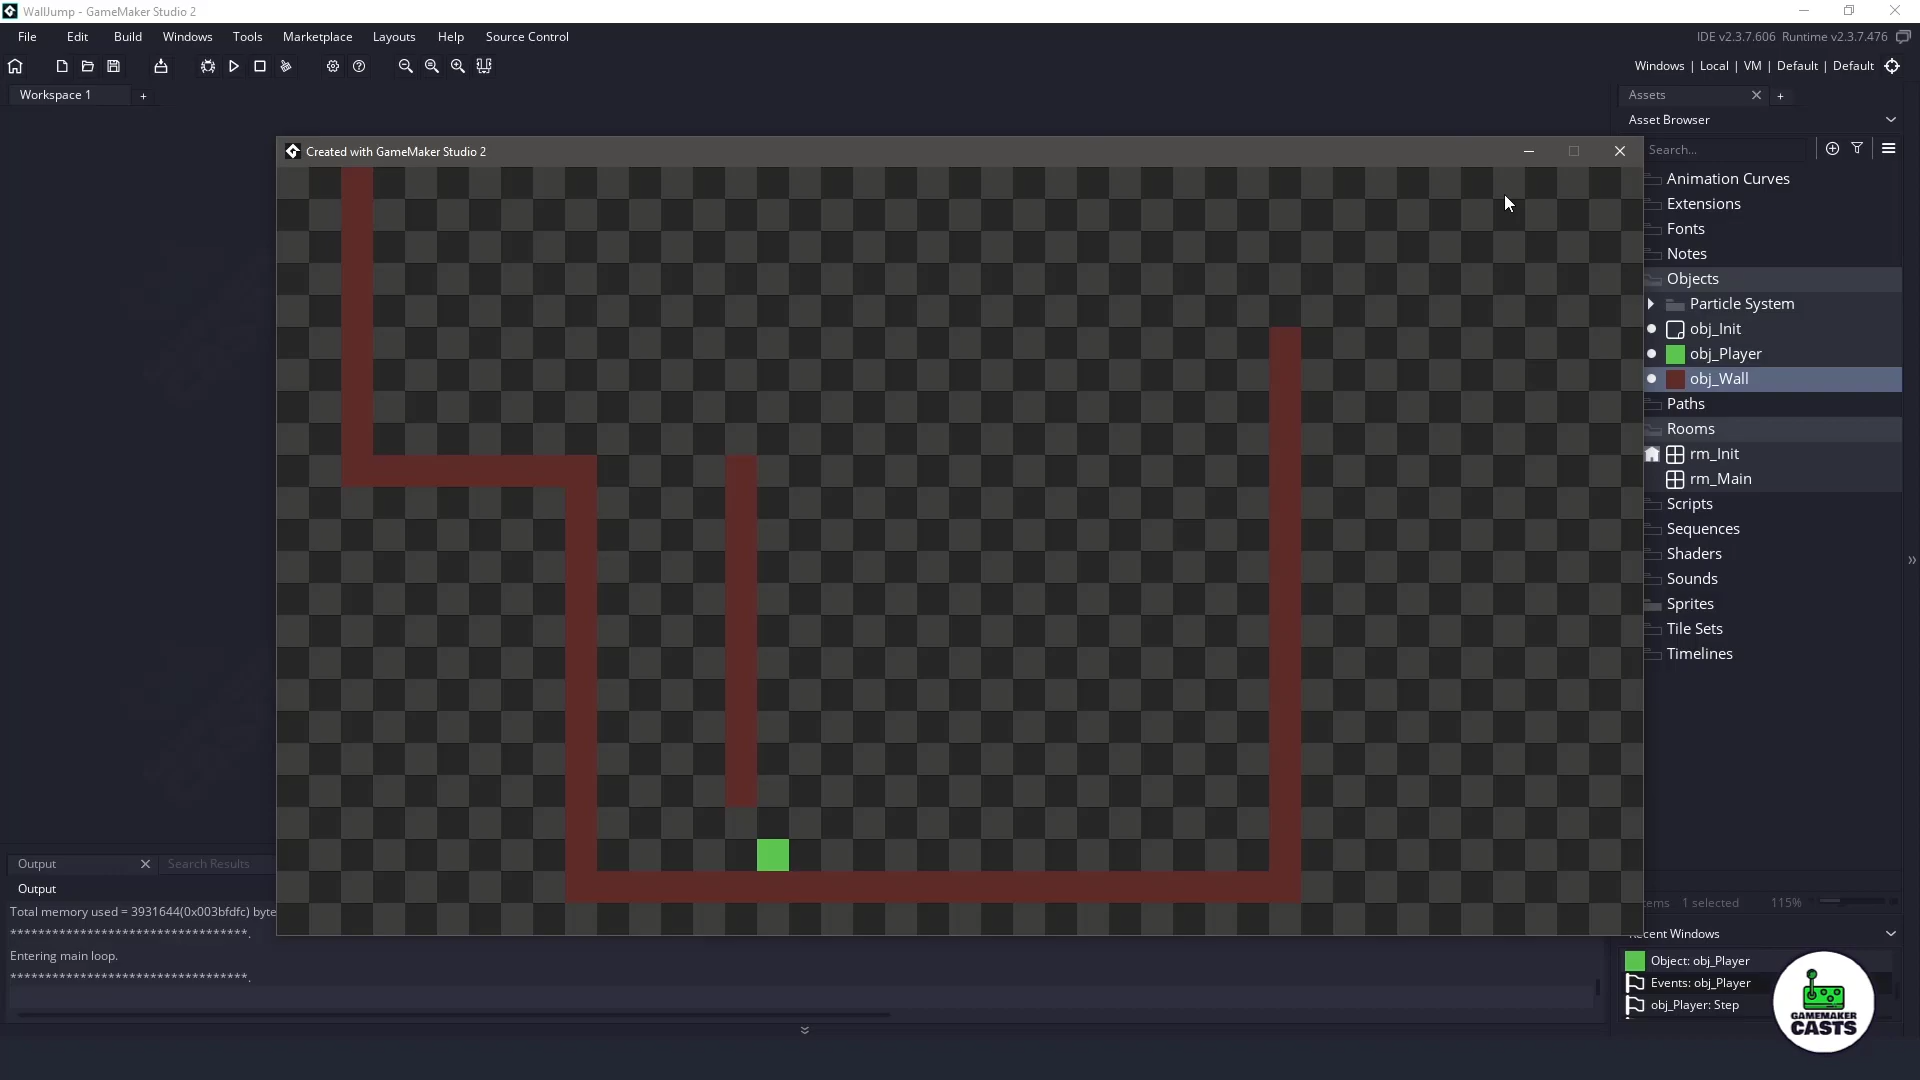 WallJump - GameMaker Studio 2
File Edit Build Windows Tools Marketplace Layouts Help Source Control
IDE v2.3.7.606 Runtime v2.3.7.476
Windows | Local | VM | Default | Default
Workspace 1 +
Assets
Asset Browser
Created with GameMaker Studio 2
Search...
Animation Curves
Extensions
Fonts
Notes
Objects
Particle System
obj_Init
obj_Player
obj_Wall
Paths
Rooms
rm_Init
rm_Main
Scripts
Sequences
Shaders
Sounds
Sprites
Tile Sets
Timelines
Output Search Results
Output
Total memory used = 3931644(0x003bfdfc) byte
*********************************.
Entering main loop.
*********************************.
1 selected 115%
Recent Windows
Object: obj_Player
Events: obj_Player
obj_Player: Step
GAMEMAKER
CASTS